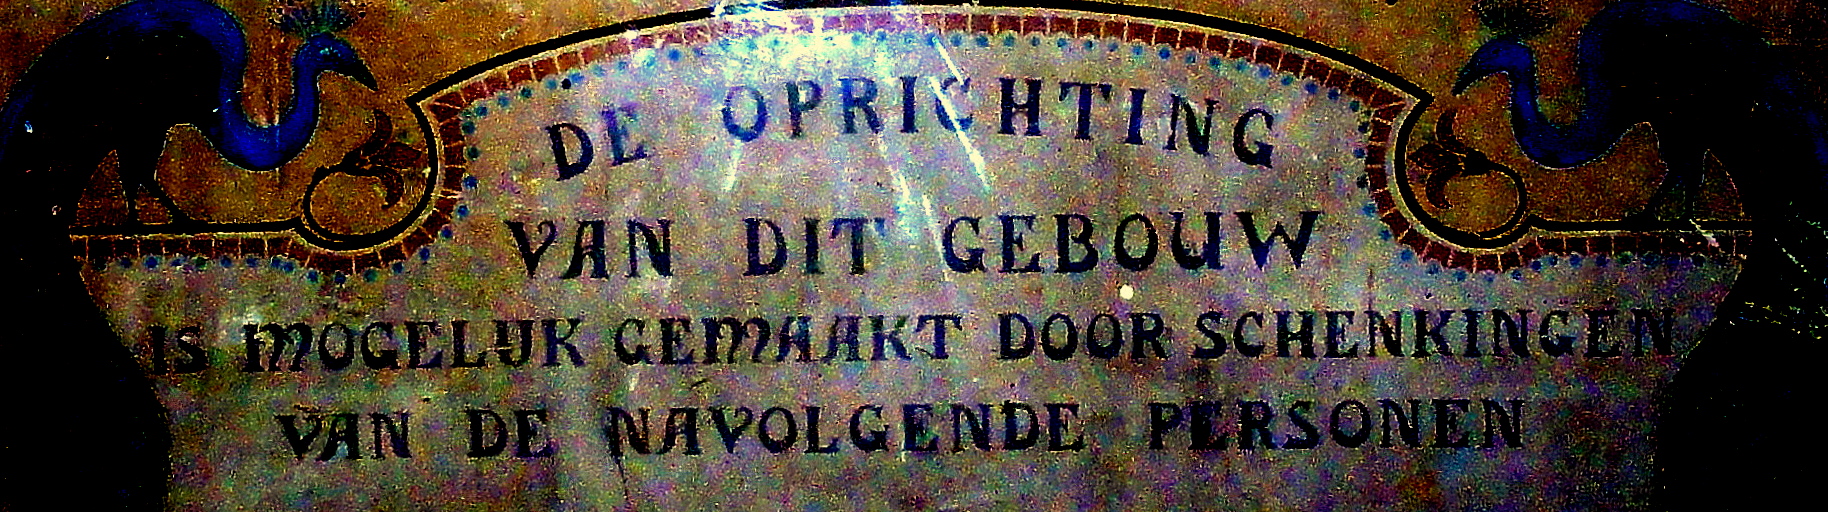 DE OPRICHTING
VAN DIT GEBOUW
IS MOGELIJK GEMAAKT DOOR SCHENKINGEN
VAN DE NAVOLGENDE PERSONEN